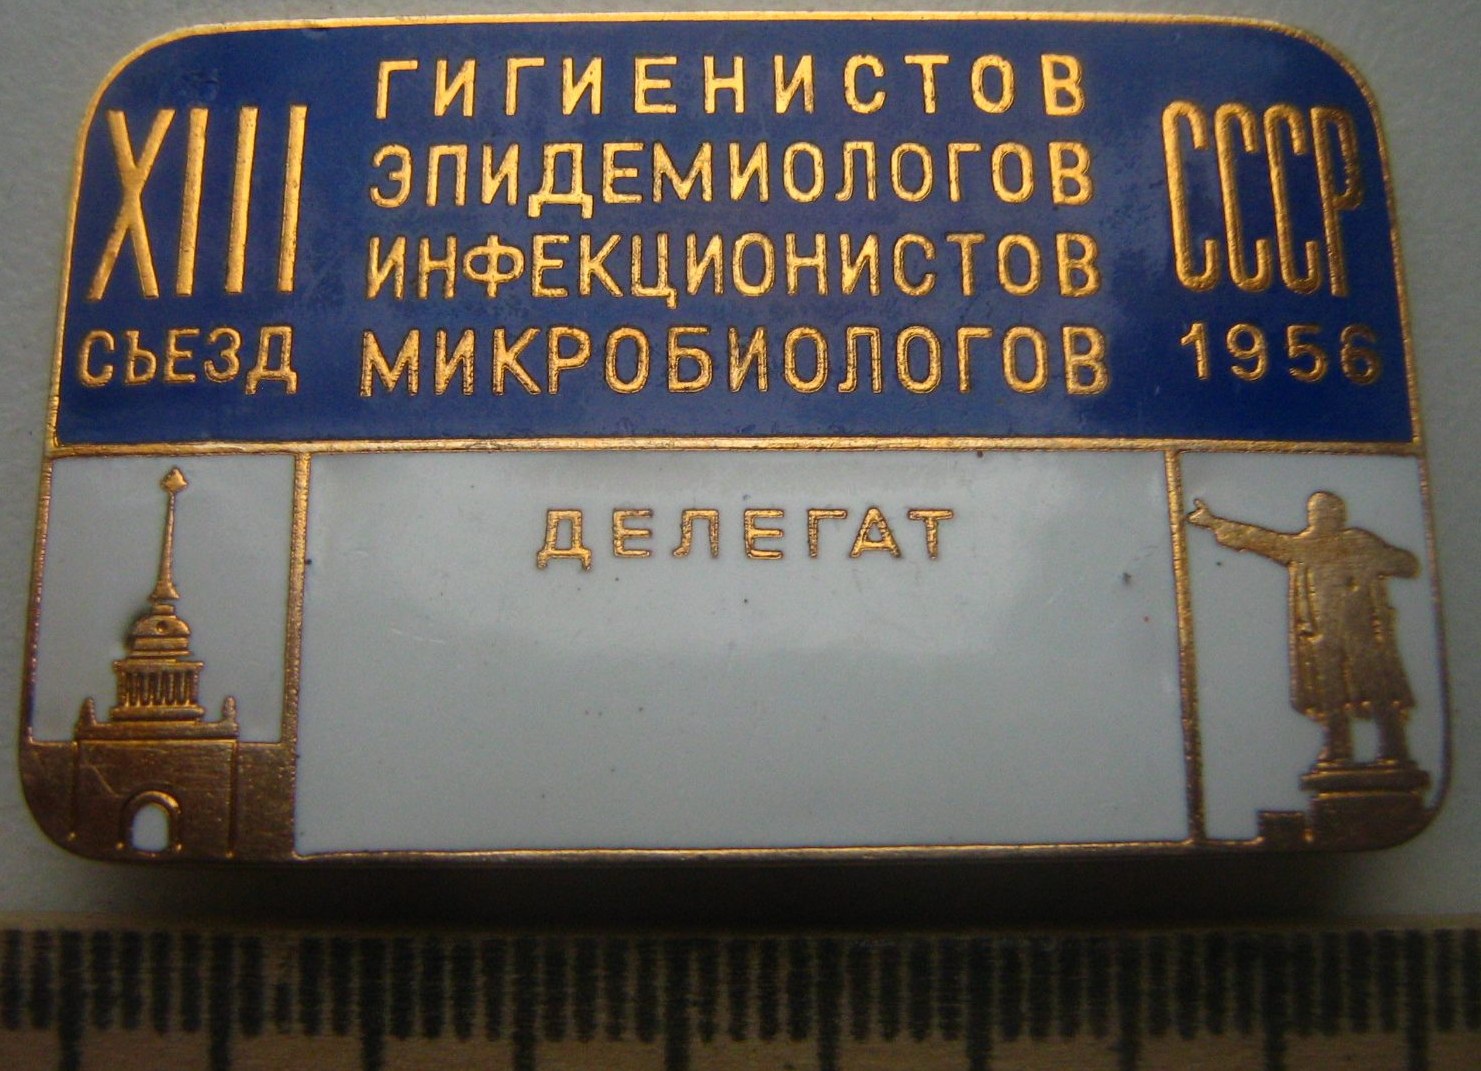 XIII
СЪЕЗД
ГИГИЕНИСТОВ
ЭПИДЕМИОЛОГОВ
ИНФЕКЦИОНИСТОВ
МИКРОБИОЛОГОВ
СССР
1956
ДЕЛЕГАТ